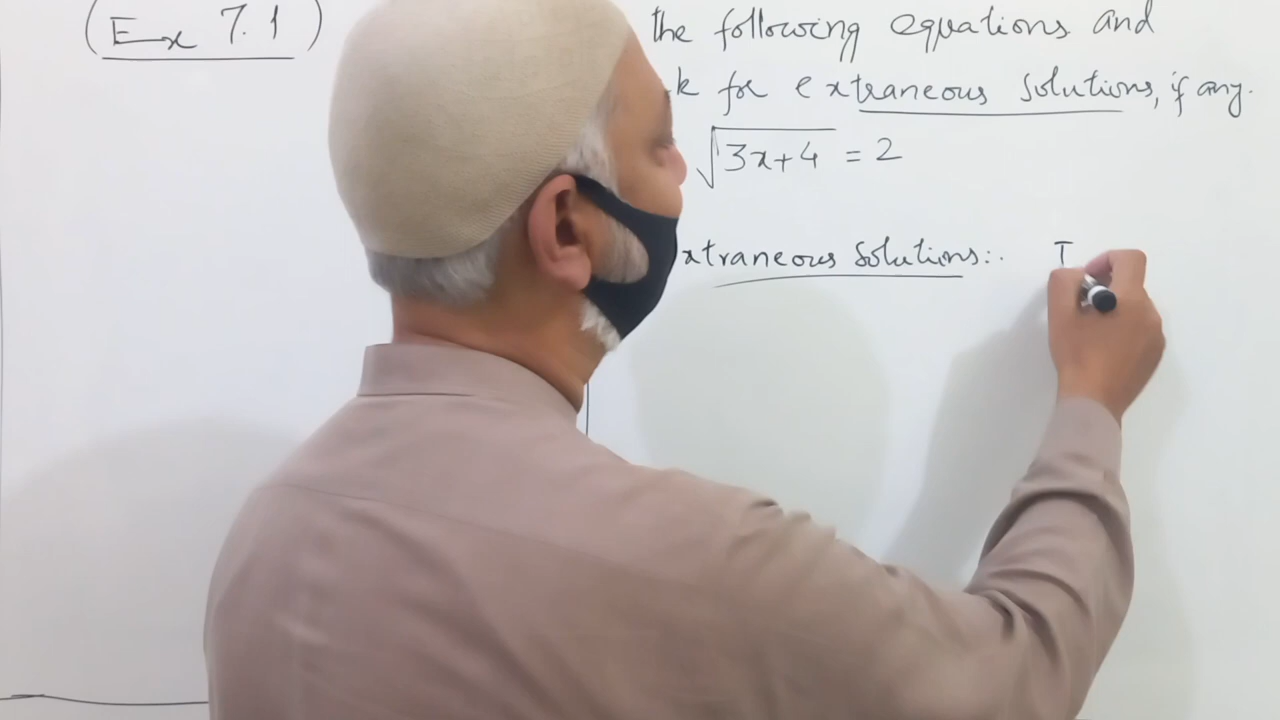 (Ex 7.1)
the following equations and
k for extraneous solutions, if any.
√3x+4 = 2
xtraneous Solutions:.